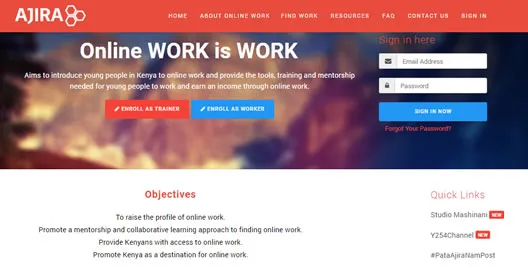 AJIRA
HOME ABOUT ONLINE WORK FIND WORK RESOURCES FAQ CONTACT US SIGN IN
Online WORK is WORK
Aims to introduce young people in Kenya to online work and provide the tools, training and mentorship
needed for young people to work and earn an income through online work.
ENROLL AS TRAINER ENROLL AS WORKER
Sign in here
Email Address
Password
SIGN IN NOW
Forgot Your Password?
Objectives
To raise the profile of online work.
Promote a mentorship and collaborative learning approach to finding online work.
Provide Kenyans with access to online work.
Promote Kenya as a destination for online work.
Quick Links
Studio Mashinani NEW
Y254Channel NEW
#PataAjiraNamPost